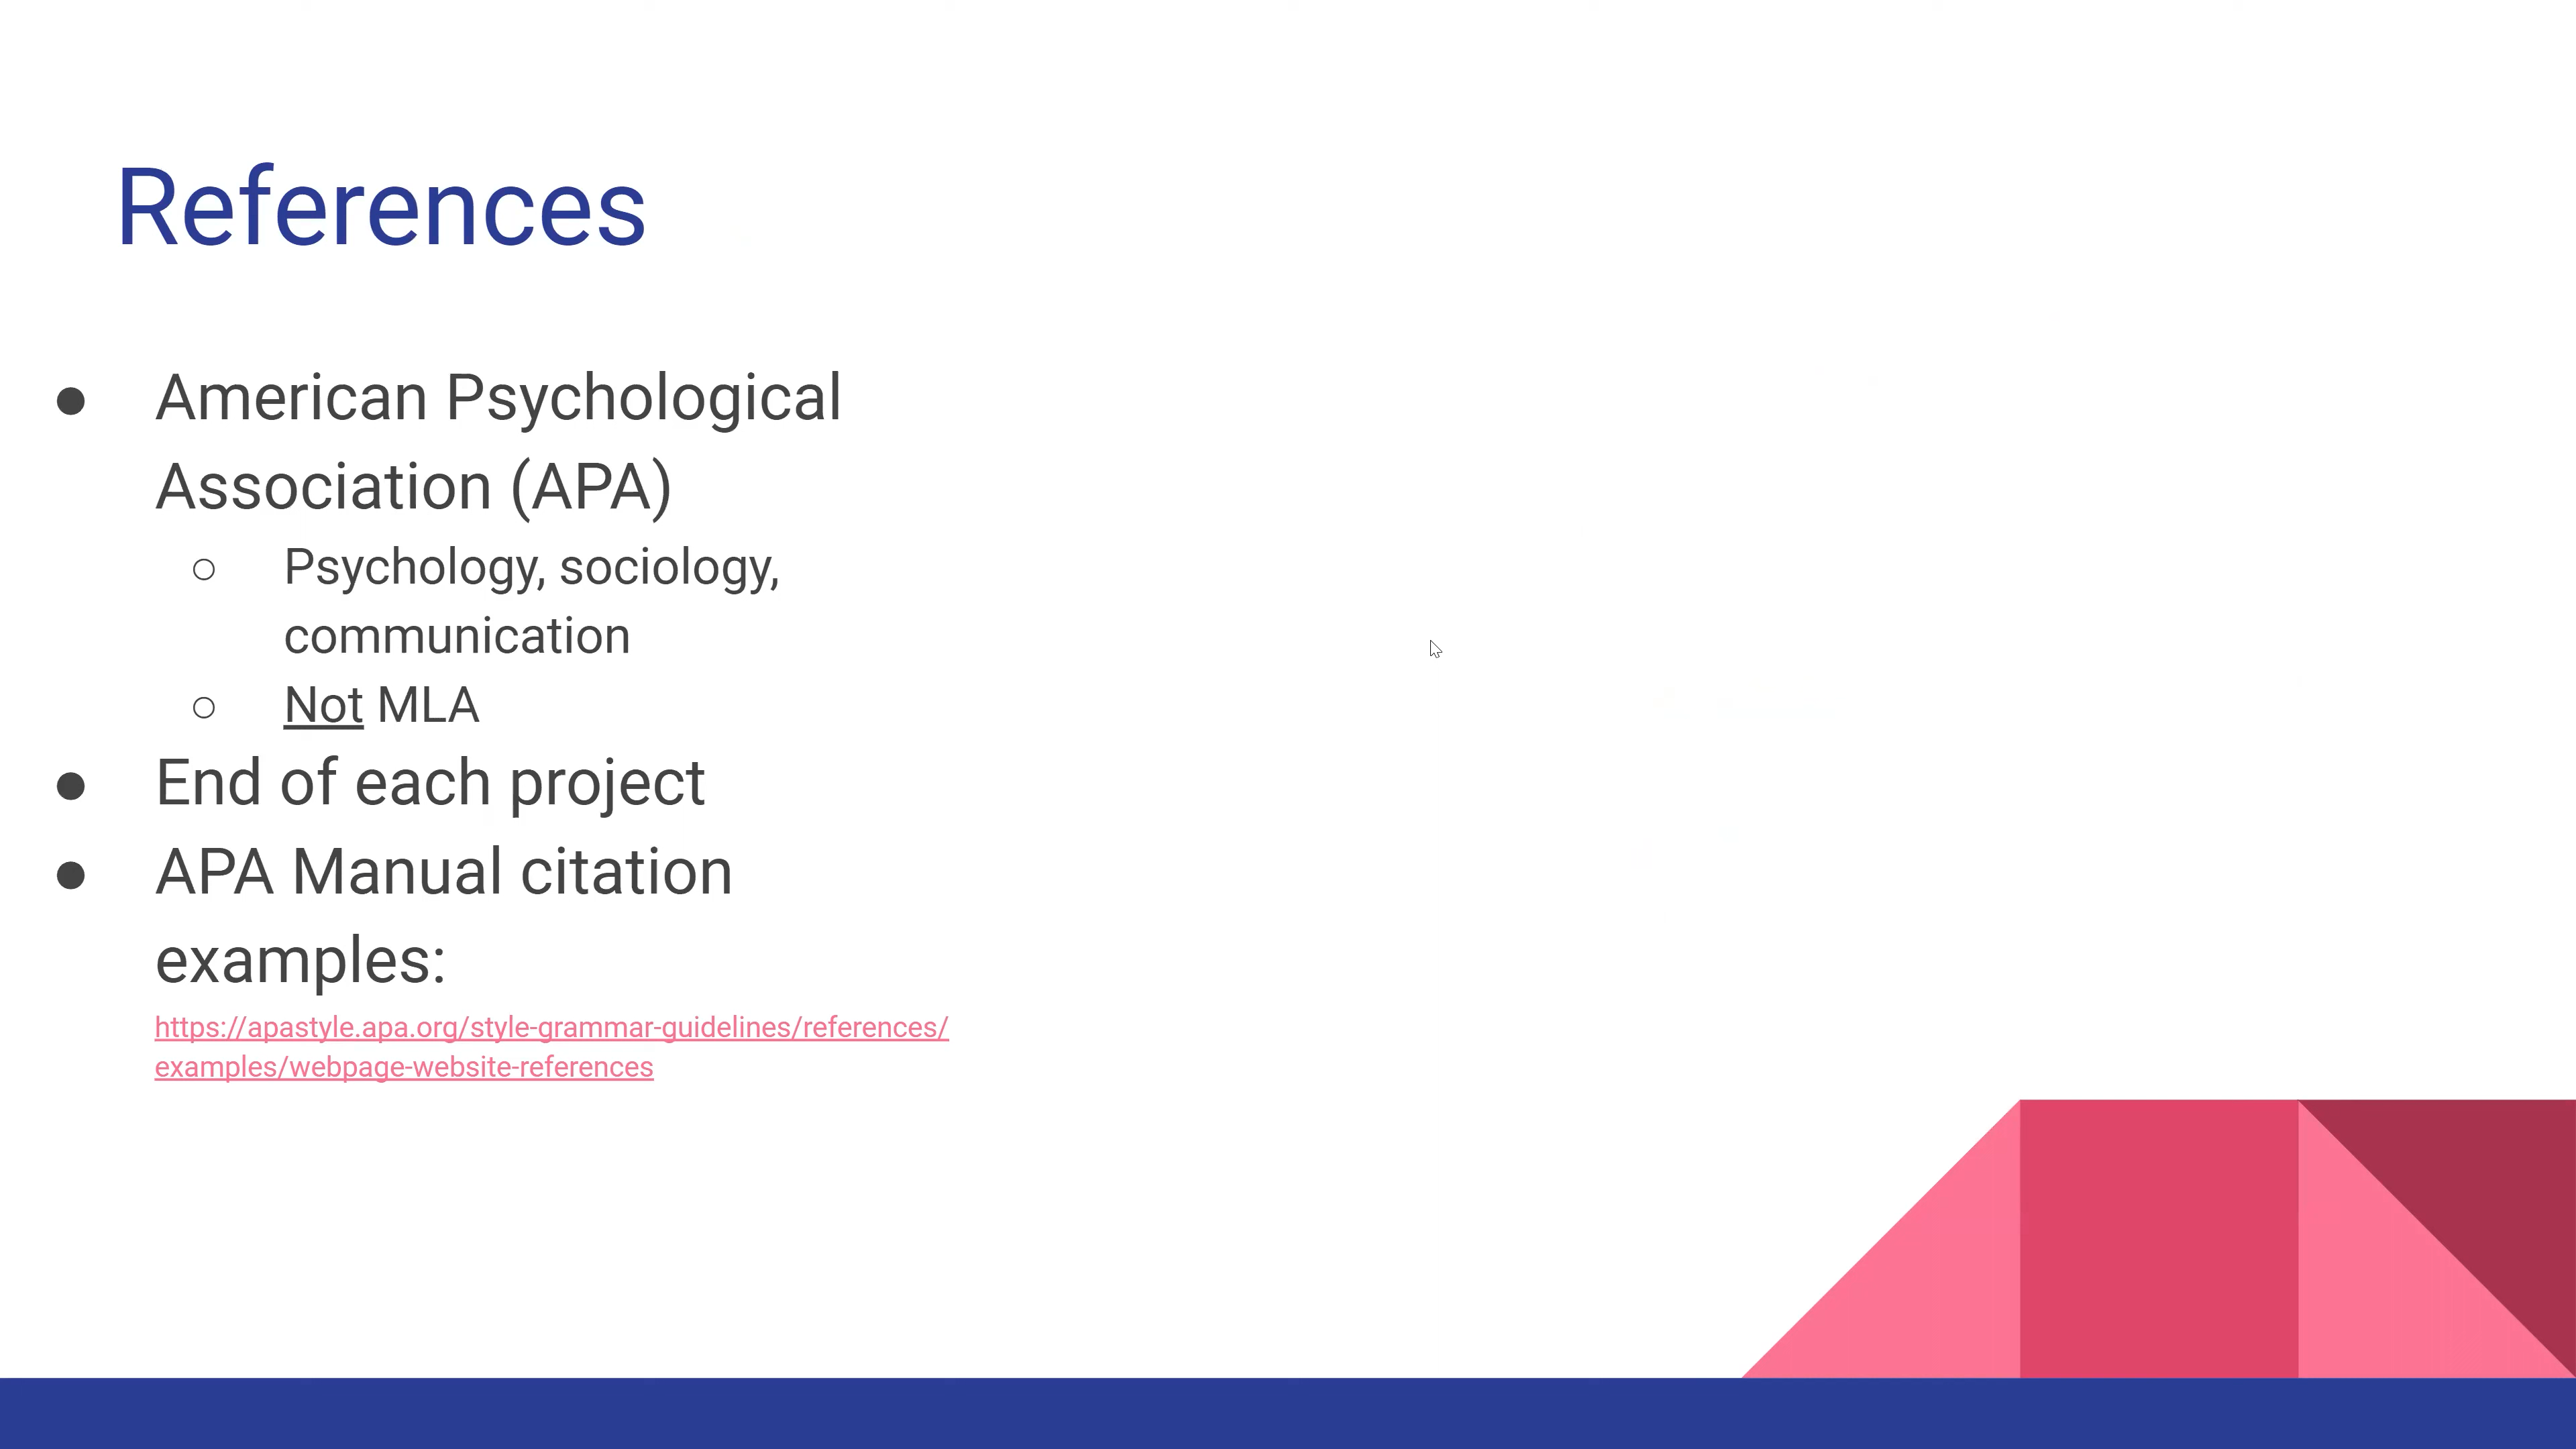 References
● American Psychological
Association (APA)
○ Psychology, sociology,
communication
○ Not MLA
● End of each project
● APA Manual citation
examples:
https://apastyle.apa.org/style-grammar-guidelines/references/
examples/webpage-website-references